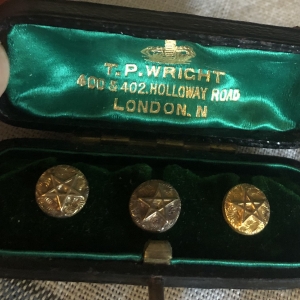 T.P. WRIGHT
400 & 402. HOLLOWAY ROAD
LONDON. N